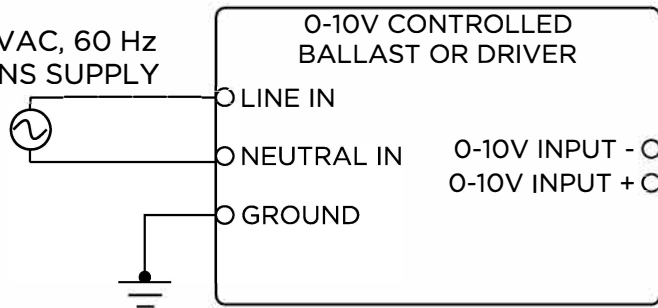 VAC, 60 Hz
NS SUPPLY
0-10V CONTROLLED
BALLAST OR DRIVER
LINE IN
NEUTRAL IN
0-10V INPUT -
0-10V INPUT +
GROUND